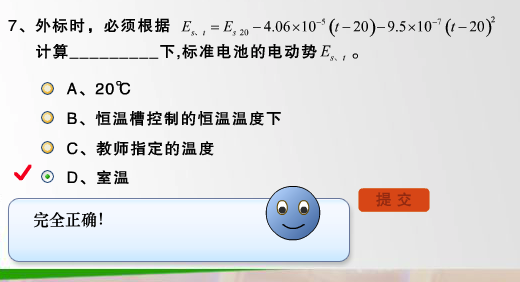 7、外标时，必须根据 E_{s、t} = E_{s 20} − 4.06×10^{-5} (t − 20) − 9.5×10^{-7} (t − 20)^2
计算_________下,标准电池的电动势 E_{s、t} 。
A、20℃
B、恒温槽控制的恒温温度下
C、教师指定的温度
D、室温
提 交
完全正确!